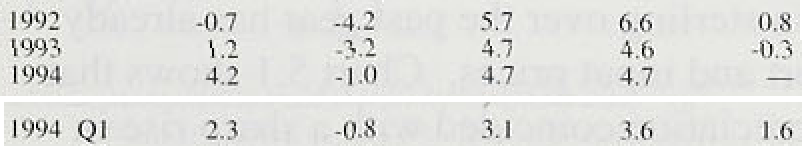 1992 -0.7 -4.2 5.7 6.6 0.8
1993 1.2 -3.2 4.7 4.6 -0.3
1994 4.2 -1.0 4.7 4.7 –
1994 Q1 2.3 -0.8 3.1 3.6 1.6